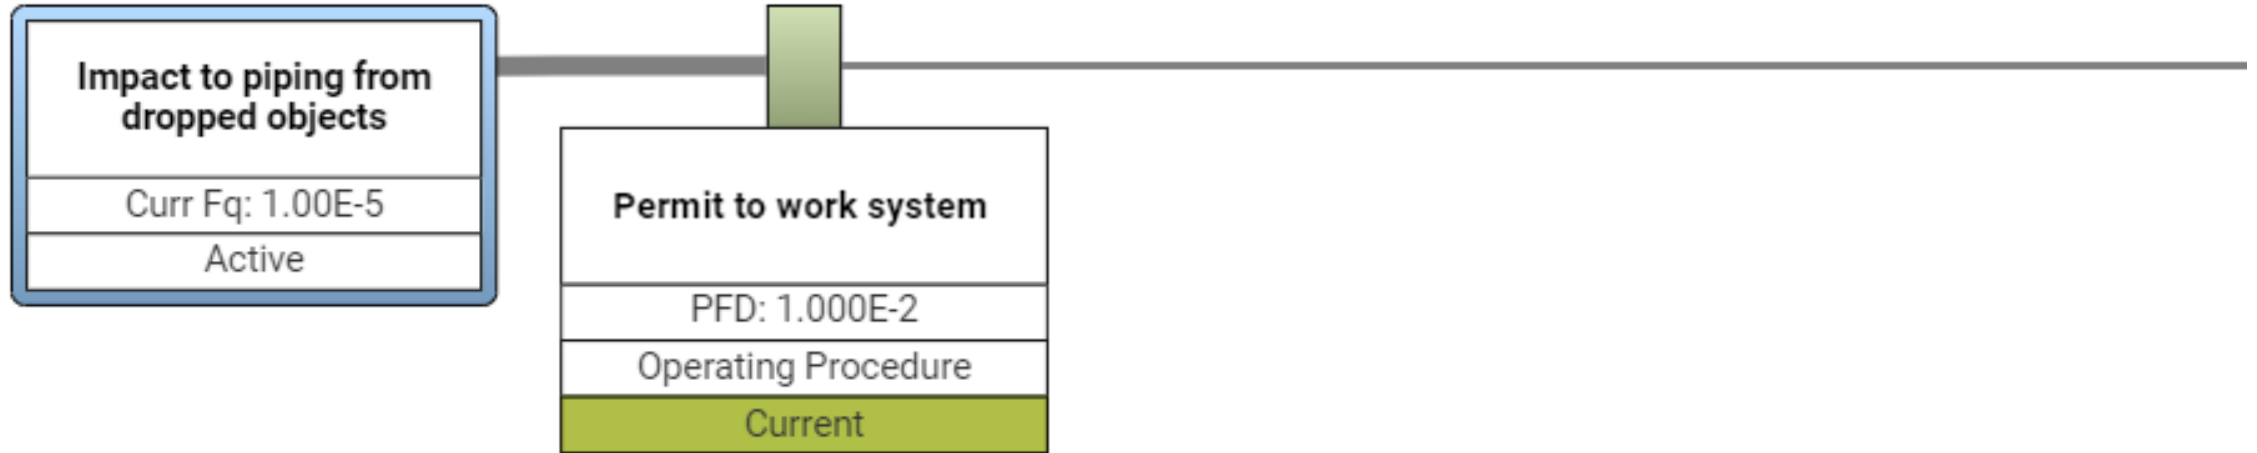 Impact to piping from
dropped objects
Curr Fq: 1.00E-5
Active
Permit to work system
PFD: 1.000E-2
Operating Procedure
Current